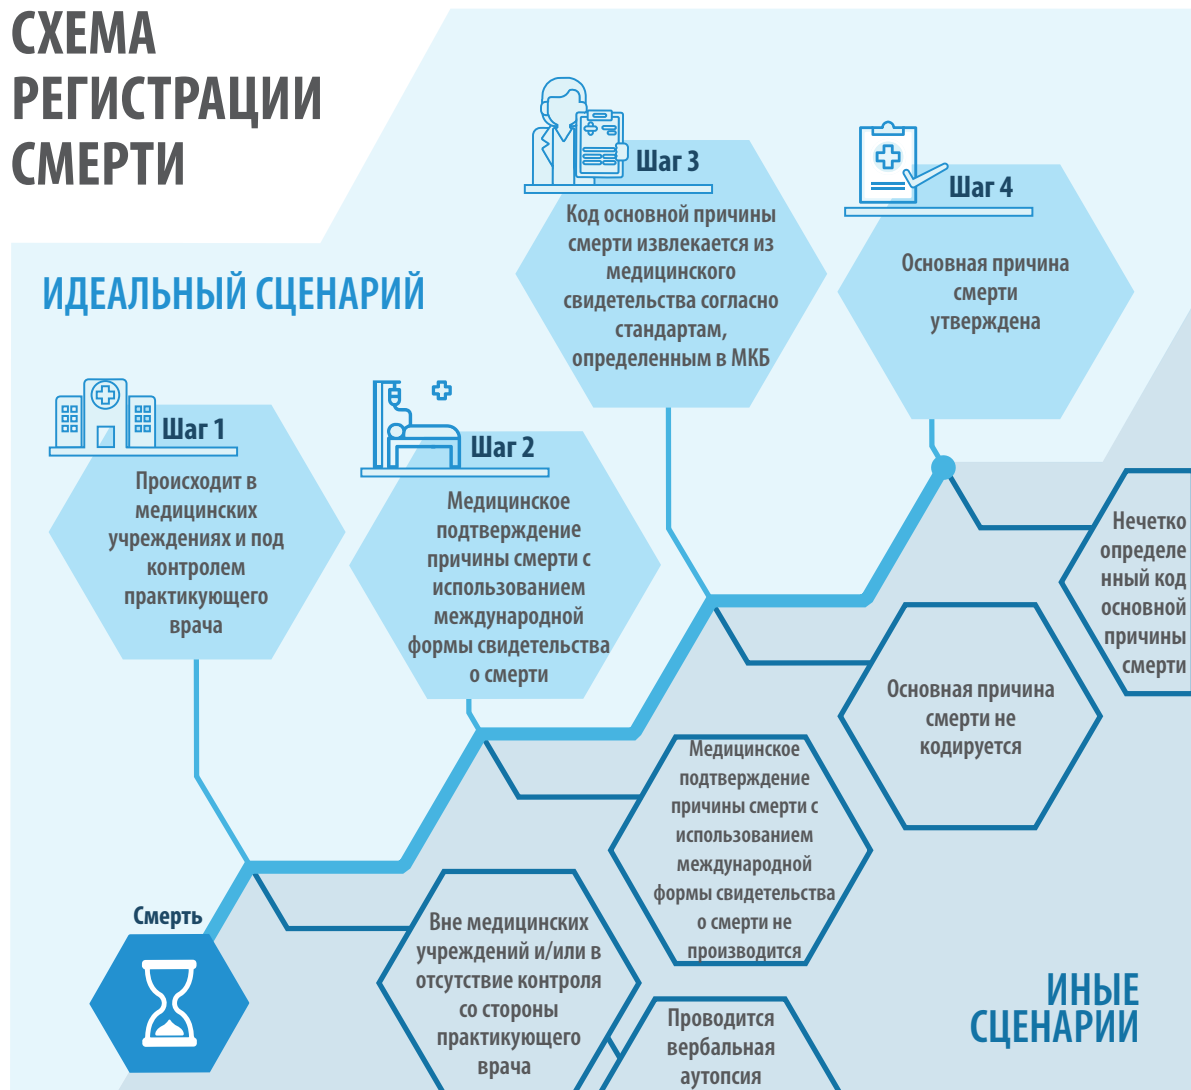 СХЕМА
РЕГИСТРАЦИИ
СМЕРТИ
ИДЕАЛЬНЫЙ СЦЕНАРИЙ
Шаг 1
Происходит в
медицинских
учреждениях и под
контролем
практикующего
врача
Шаг 2
Медицинское
подтверждение
причины смерти с
использованием
международной
формы свидетельства
о смерти
Шаг 3
Код основной причины
смерти извлекается из
медицинского
свидетельства согласно
стандартам,
определенным в МКБ
Шаг 4
Основная причина
смерти
утверждена
Смерть
Вне медицинских
учреждений и/или в
отсутствие контроля
со стороны
практикующего
врача
Медицинское
подтверждение
причины смерти с
использованием
международной
формы свидетельства
о смерти не
производится
Основная причина
смерти не
кодируется
Нечетко
определе
нный код
основной
причины
смерти
Проводится
вербальная
аутопсия
ИНЫЕ
СЦЕНАРИИ